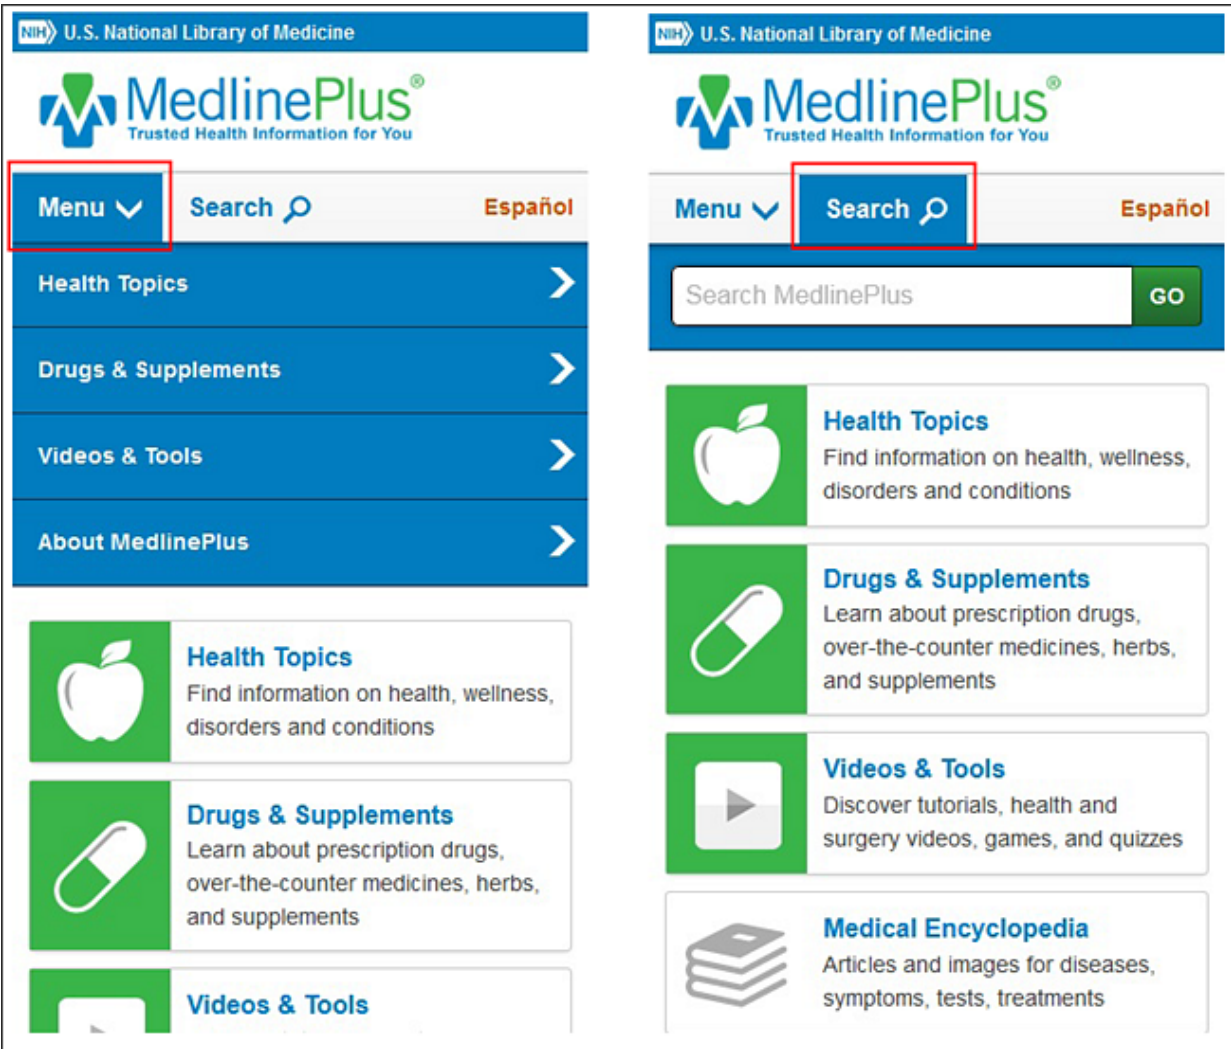 NIH U.S. National Library of Medicine
MedlinePlus®
Trusted Health Information for You
Menu Search Español
Health Topics
Drugs & Supplements
Videos & Tools
About MedlinePlus
Health Topics
Find information on health, wellness,
disorders and conditions
Drugs & Supplements
Learn about prescription drugs,
over-the-counter medicines, herbs,
and supplements
Videos & Tools
NIH U.S. National Library of Medicine
MedlinePlus®
Trusted Health Information for You
Menu Search Español
Search MedlinePlus GO
Health Topics
Find information on health, wellness,
disorders and conditions
Drugs & Supplements
Learn about prescription drugs,
over-the-counter medicines, herbs,
and supplements
Videos & Tools
Discover tutorials, health and
surgery videos, games, and quizzes
Medical Encyclopedia
Articles and images for diseases,
symptoms, tests, treatments